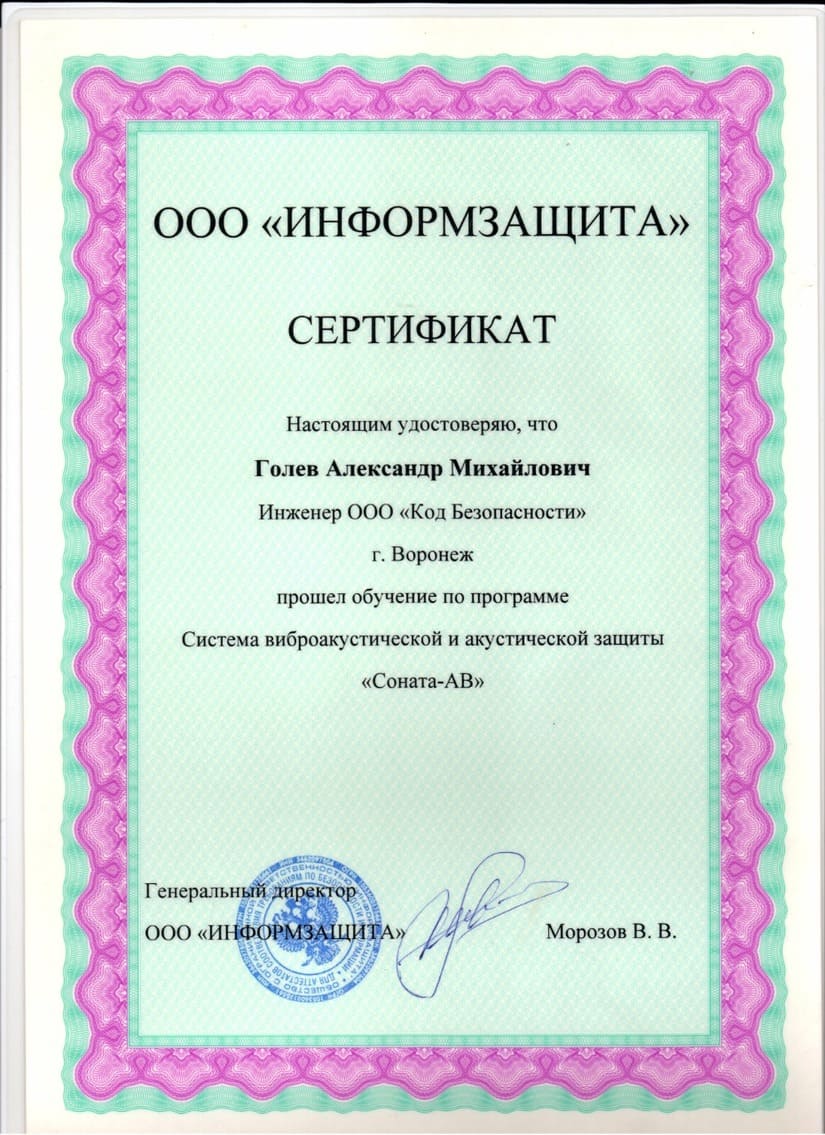 ООО «ИНФОРМЗАЩИТА»
СЕРТИФИКАТ
Настоящим удостоверяю, что
Голев Александр Михайлович
Инженер ООО «Код Безопасности»
г. Воронеж
прошел обучение по программе
Система виброакустической и акустической защиты
«Соната-АВ»
Генеральный директор
ООО «ИНФОРМЗАЩИТА»
Морозов В. В.